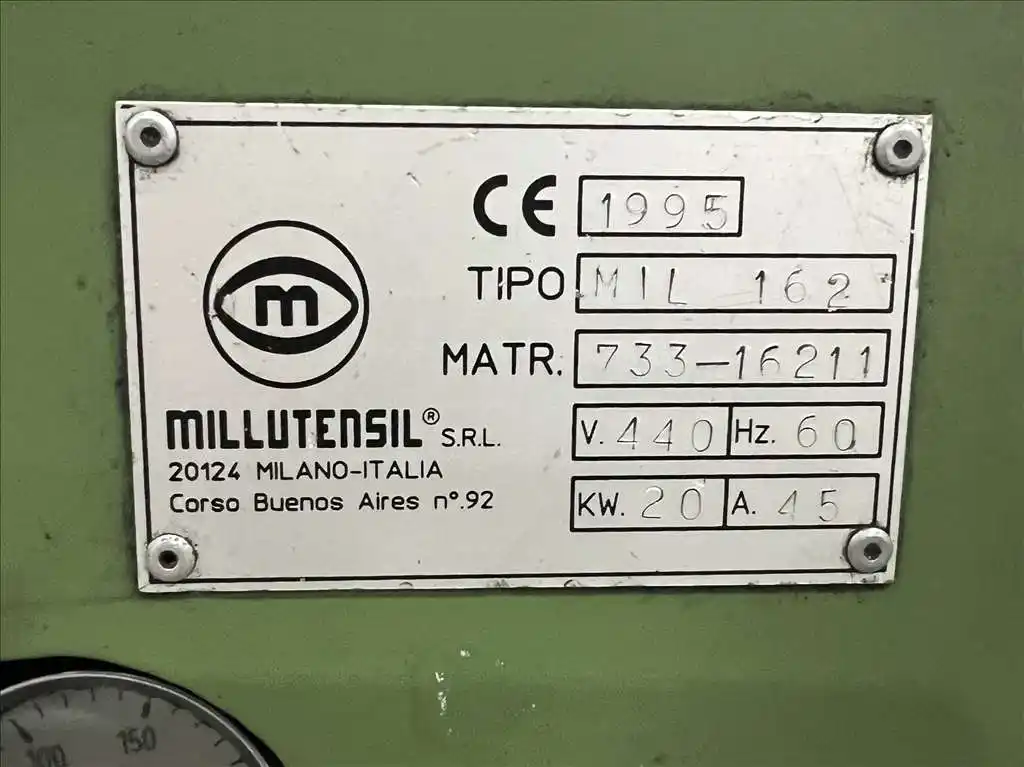 CE 1995
TIPO MIL 162
MATR. 733-16211
V. 440 Hz. 60
KW. 20 A. 45
m
MILLUTENSIL® S.R.L.
20124 MILANO-ITALIA
Corso Buenos Aires n°.92
100 150